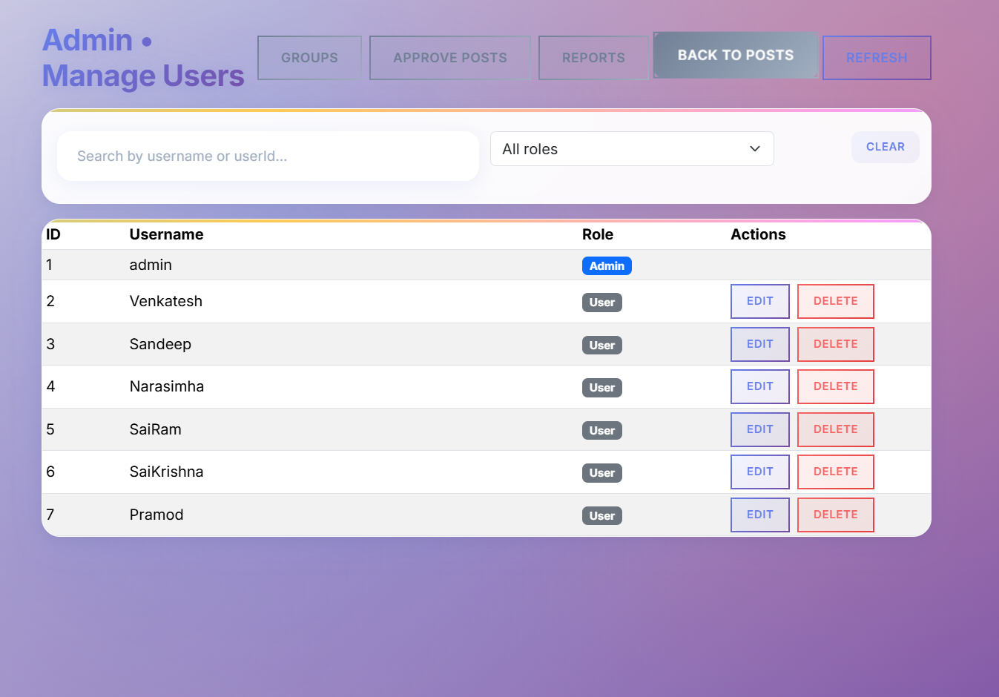 Admin •
Manage Users
GROUPS
APPROVE POSTS
REPORTS
BACK TO POSTS
REFRESH
Search by username or userId...
All roles
CLEAR
ID Username Role Actions
1 admin Admin
2 Venkatesh User EDIT DELETE
3 Sandeep User EDIT DELETE
4 Narasimha User EDIT DELETE
5 SaiRam User EDIT DELETE
6 SaiKrishna User EDIT DELETE
7 Pramod User EDIT DELETE